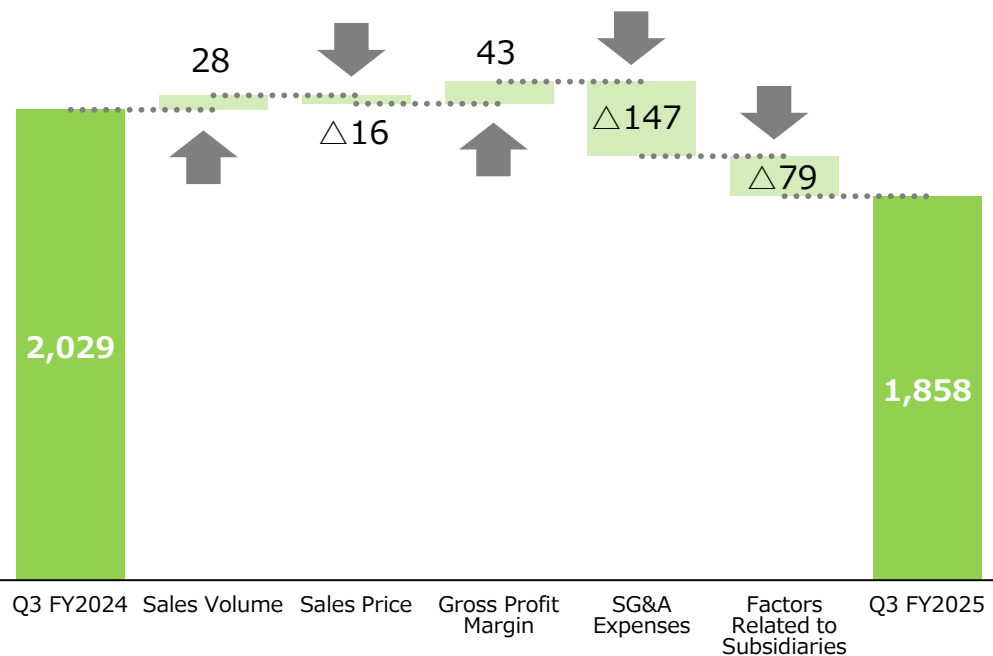 28
43
△16
△147
△79
2,029
1,858
Q3 FY2024
Sales Volume
Sales Price
Gross Profit
Margin
SG&A
Expenses
Factors
Related to
Subsidiaries
Q3 FY2025